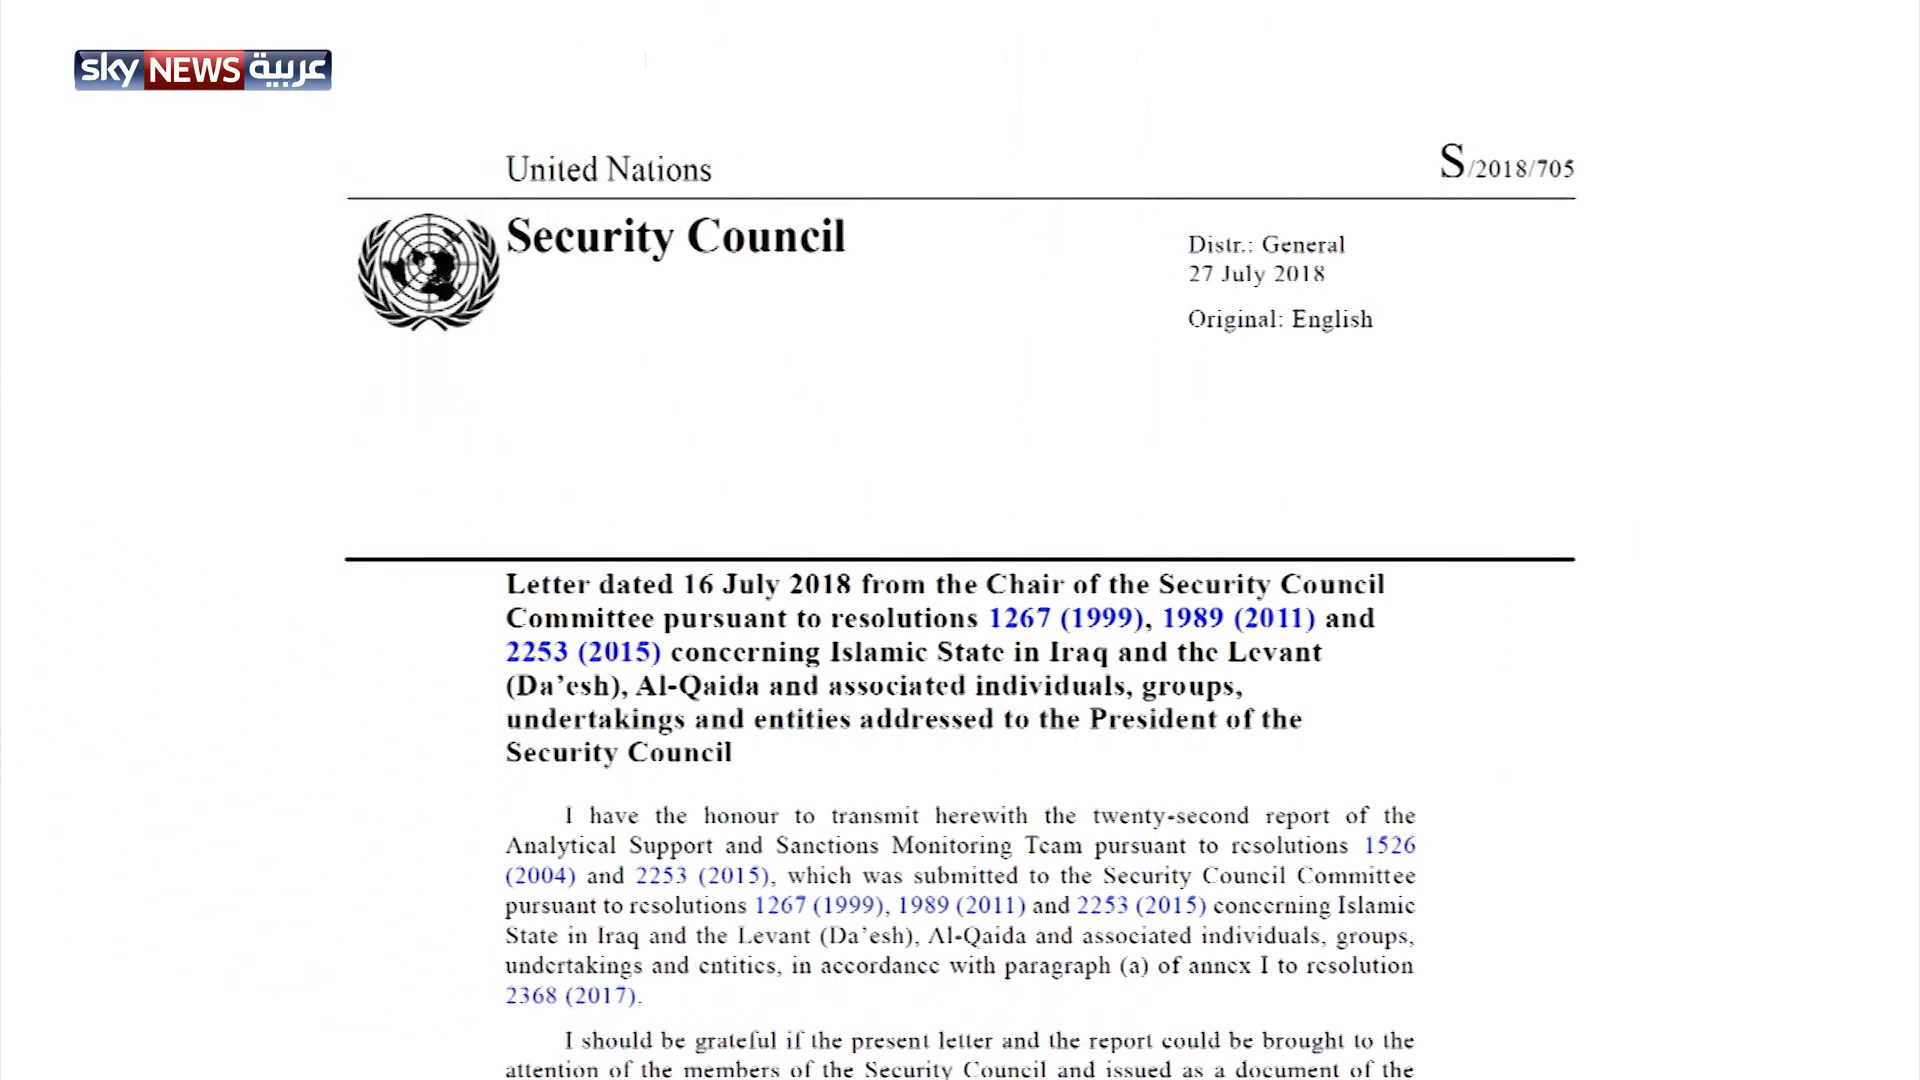 sky NEWS عربية
United Nations
S/2018/705
Security Council
Distr.: General
27 July 2018
Original: English
Letter dated 16 July 2018 from the Chair of the Security Council
Committee pursuant to resolutions 1267 (1999), 1989 (2011) and
2253 (2015) concerning Islamic State in Iraq and the Levant
(Da’esh), Al-Qaida and associated individuals, groups,
undertakings and entities addressed to the President of the
Security Council
I have the honour to transmit herewith the twenty-second report of the
Analytical Support and Sanctions Monitoring Team pursuant to resolutions 1526
(2004) and 2253 (2015), which was submitted to the Security Council Committee
pursuant to resolutions 1267 (1999), 1989 (2011) and 2253 (2015) concerning Islamic
State in Iraq and the Levant (Da’esh), Al-Qaida and associated individuals, groups,
undertakings and entities, in accordance with paragraph (a) of annex I to resolution
2368 (2017).
I should be grateful if the present letter and the report could be brought to the
attention of the members of the Security Council and issued as a document of the